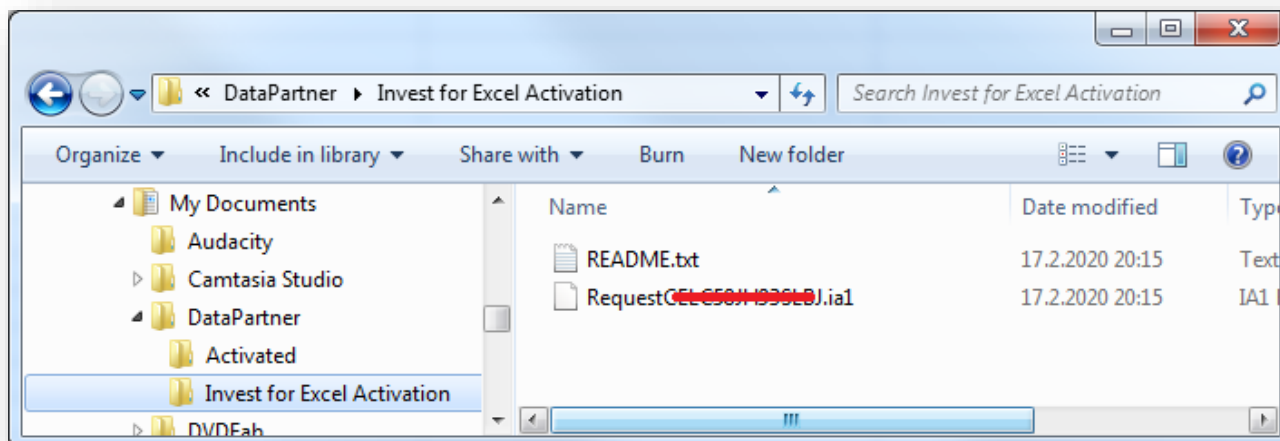 « DataPartner ▸ Invest for Excel Activation Search Invest for Excel Activation
Organize Include in library Share with Burn New folder
My Documents
Audacity
Camtasia Studio
DataPartner
Activated
Invest for Excel Activation
Name Date modified
README.txt 17.2.2020 20:15 Text
.ia1 17.2.2020 20:15 IA1